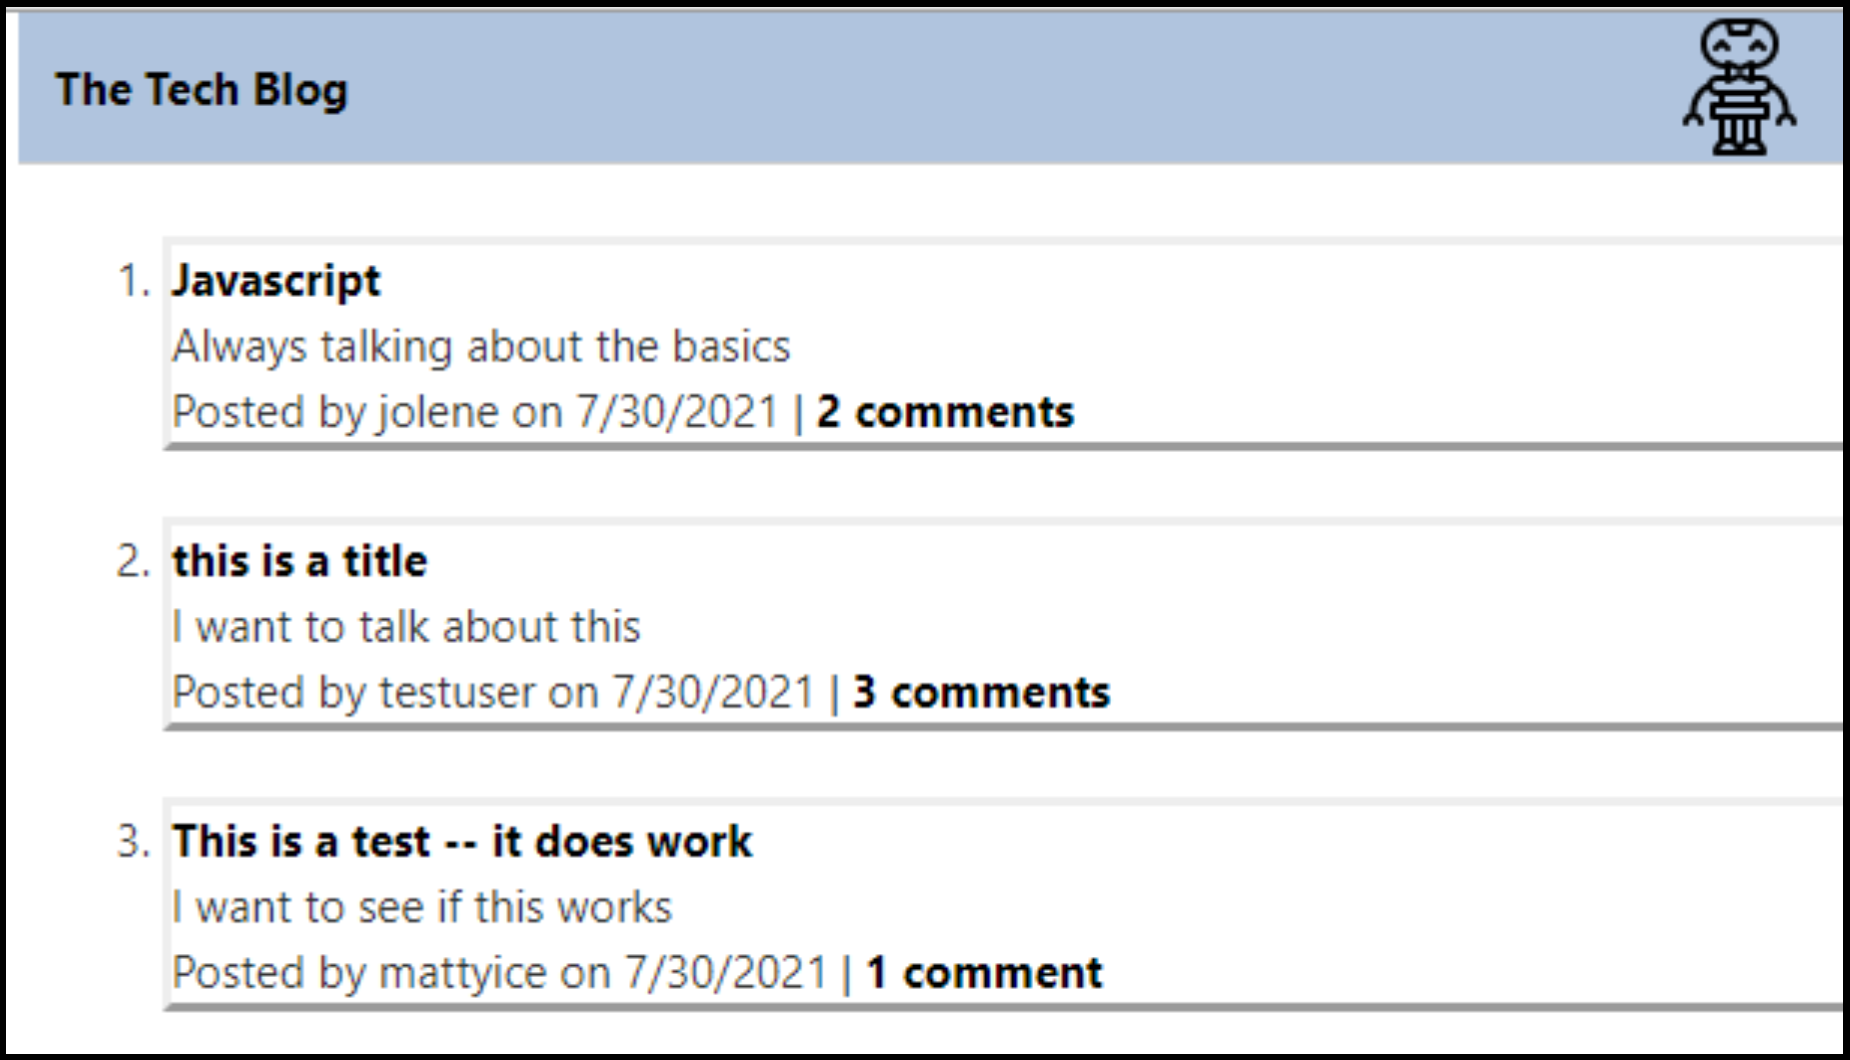 The Tech Blog
1. Javascript
Always talking about the basics
Posted by jolene on 7/30/2021 | 2 comments
2. this is a title
I want to talk about this
Posted by testuser on 7/30/2021 | 3 comments
3. This is a test -- it does work
I want to see if this works
Posted by mattyice on 7/30/2021 | 1 comment